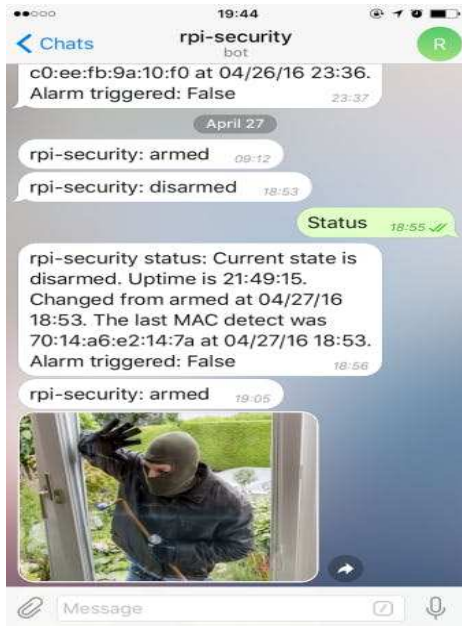 19:44
Chats
rpi-security
bot
R
c0:ee:fb:9a:10:f0 at 04/26/16 23:36.
Alarm triggered: False 23:37
April 27
rpi-security: armed 09:12
rpi-security: disarmed 18:53
Status 18:55
rpi-security status: Current state is
disarmed. Uptime is 21:49:15.
Changed from armed at 04/27/16
18:53. The last MAC detect was
70:14:a6:e2:14:7a at 04/27/16 18:53.
Alarm triggered: False 18:56
rpi-security: armed 19:05
Message